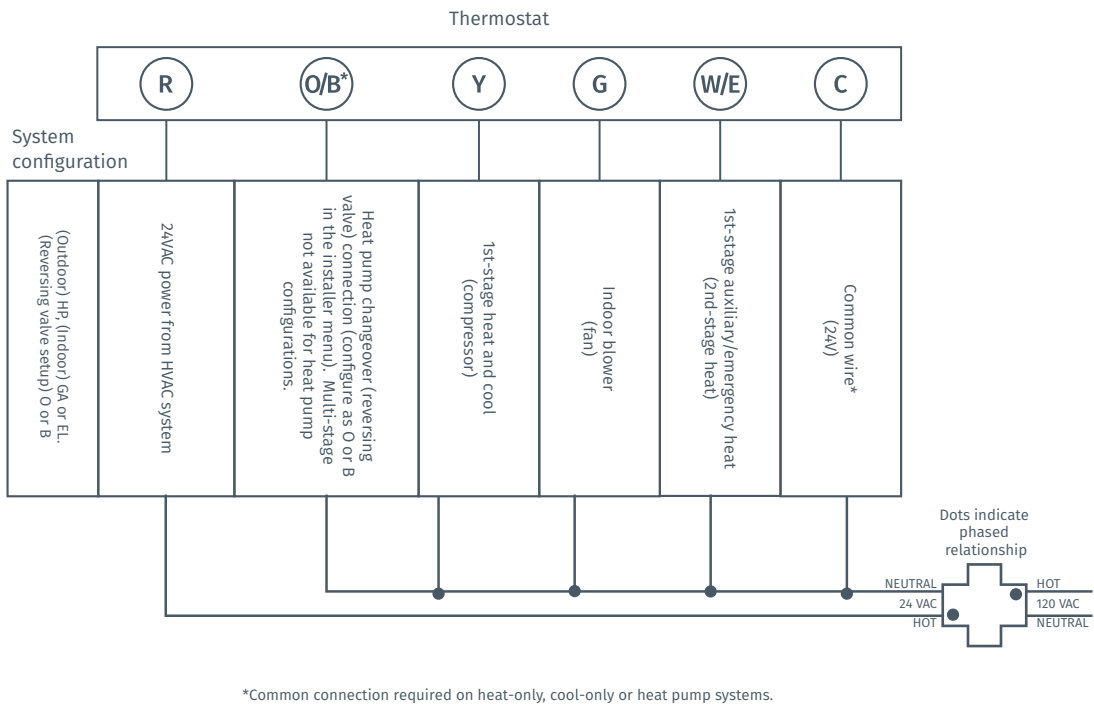 Thermostat
R
O/B*
Y
G
W/E
C
System
configuration
(Outdoor) HP, (Indoor) GA or EL.
(Reversing valve setup) O or B
24VAC power from HVAC system
Heat pump changeover (reversing
valve) connection (configure as O or B
in the installer menu). Multi-stage
not available for heat pump
configurations.
1st-stage heat and cool
(compressor)
Indoor blower
(fan)
1st-stage auxiliary/emergency heat
(2nd-stage heat)
Common wire*
(24V)
Dots indicate
phased
relationship
NEUTRAL
24 VAC
HOT
HOT
120 VAC
NEUTRAL
*Common connection required on heat-only, cool-only or heat pump systems.